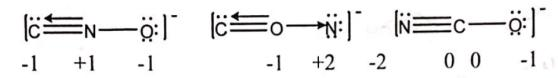 [:C≡N—Ö:]⁻ [:C≡O→N̈:]⁻ [N̈≡C—Ö:]⁻
-1 +1 -1 -1 +2 -2 0 0 -1